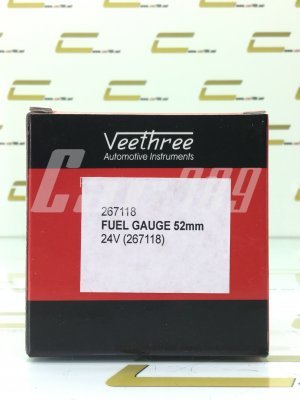 Veethree
Automotive Instruments
267118
FUEL GAUGE 52mm
24V (267118)